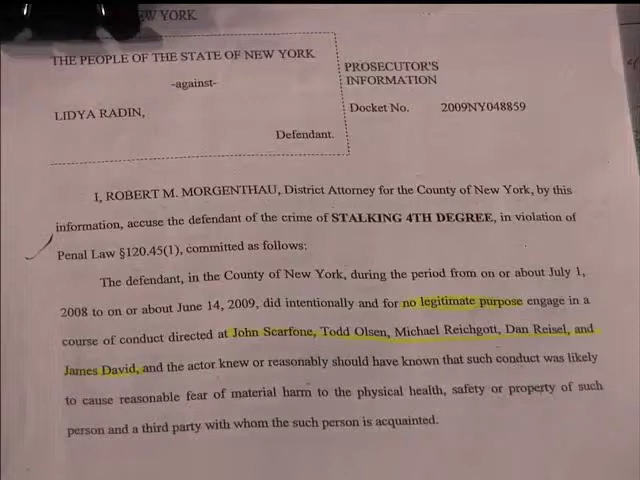 EW YORK
THE PEOPLE OF THE STATE OF NEW YORK
-against-
LIDYA RADIN,
Defendant.
PROSECUTOR'S
INFORMATION
Docket No. 2009NY048859
I, ROBERT M. MORGENTHAU, District Attorney for the County of New York, by this
information, accuse the defendant of the crime of STALKING 4TH DEGREE, in violation of
Penal Law §120.45(1), committed as follows:
The defendant, in the County of New York, during the period from on or about July 1,
2008 to on or about June 14, 2009, did intentionally and for no legitimate purpose engage in a
course of conduct directed at John Scarfone, Todd Olsen, Michael Reichgott, Dan Reisel, and
James David, and the actor knew or reasonably should have known that such conduct was likely
to cause reasonable fear of material harm to the physical health, safety or property of such
person and a third party with whom the such person is acquainted.